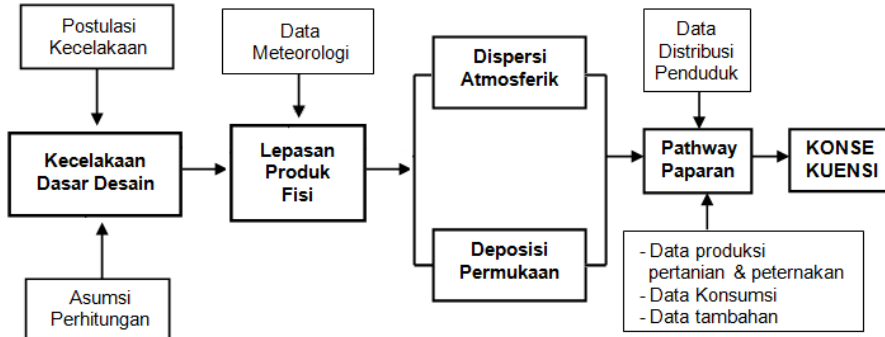 Postulasi
Kecelakaan
Data
Meteorologi
Dispersi
Atmosferik
Data
Distribusi
Penduduk
Kecelakaan
Dasar Desain
Lepasan
Produk
Fisi
Pathway
Paparan
KONSE
KUENSI
Deposisi
Permukaan
Asumsi
Perhitungan
- Data produksi
pertanian & peternakan
- Data Konsumsi
- Data tambahan